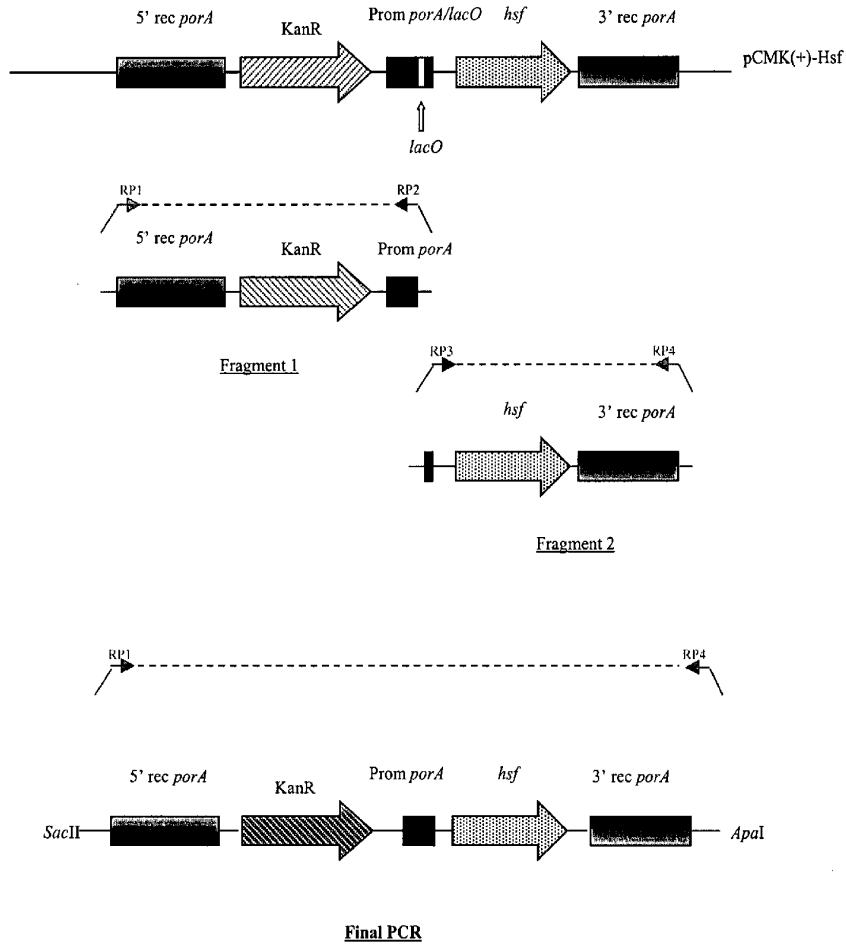 5' rec porA KanR Prom porA/lacO hsf 3' rec porA
pCMK(+)-Hsf
lacO
RP1 RP2
5' rec porA KanR Prom porA
Fragment 1
RP3 RP4
hsf 3' rec porA
Fragment 2
RP1 RP4
5' rec porA KanR Prom porA hsf 3' rec porA
SacII ApaI
Final PCR